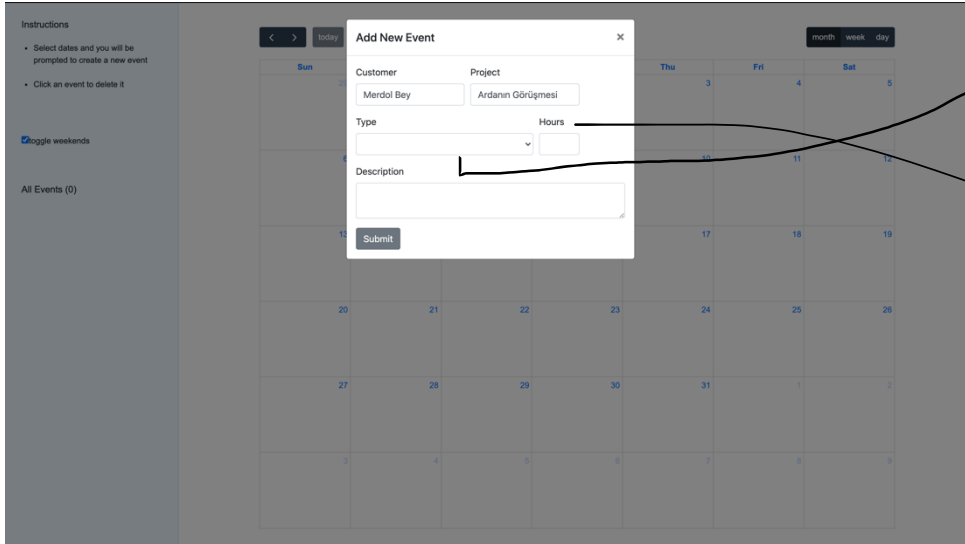 Instructions
• Select dates and you will be
prompted to create a new event
• Click an event to delete it
toggle weekends
All Events (0)
today
month week day
Add New Event ×
Customer Project
Merdol Bey Ardanın Görüşmesi
Type Hours
Description
Submit
Sun Thu Fri Sat
3 4 5
6 10 11 12
13 17 18 19
20 21 22 23 24 25 26
27 28 29 30 31 1 2
3 4 5 6 7 8 9